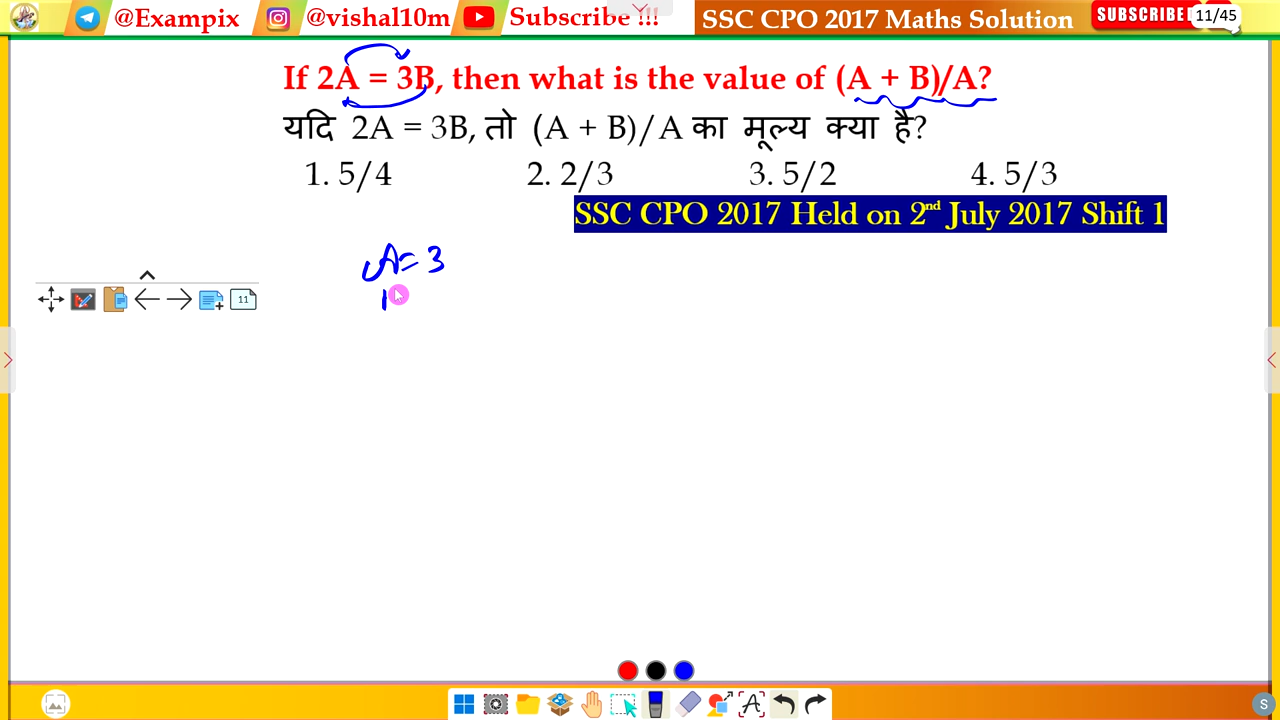 @Exampix @vishal10m Subscribe !!! SSC CPO 2017 Maths Solution SUBSCRIBED 11/45
If 2A = 3B, then what is the value of (A + B)/A?
यदि 2A = 3B, तो (A + B)/A का मूल्य क्या है?
1. 5/4 2. 2/3 3. 5/2 4. 5/3
SSC CPO 2017 Held on 2nd July 2017 Shift 1
A = 3
11
S